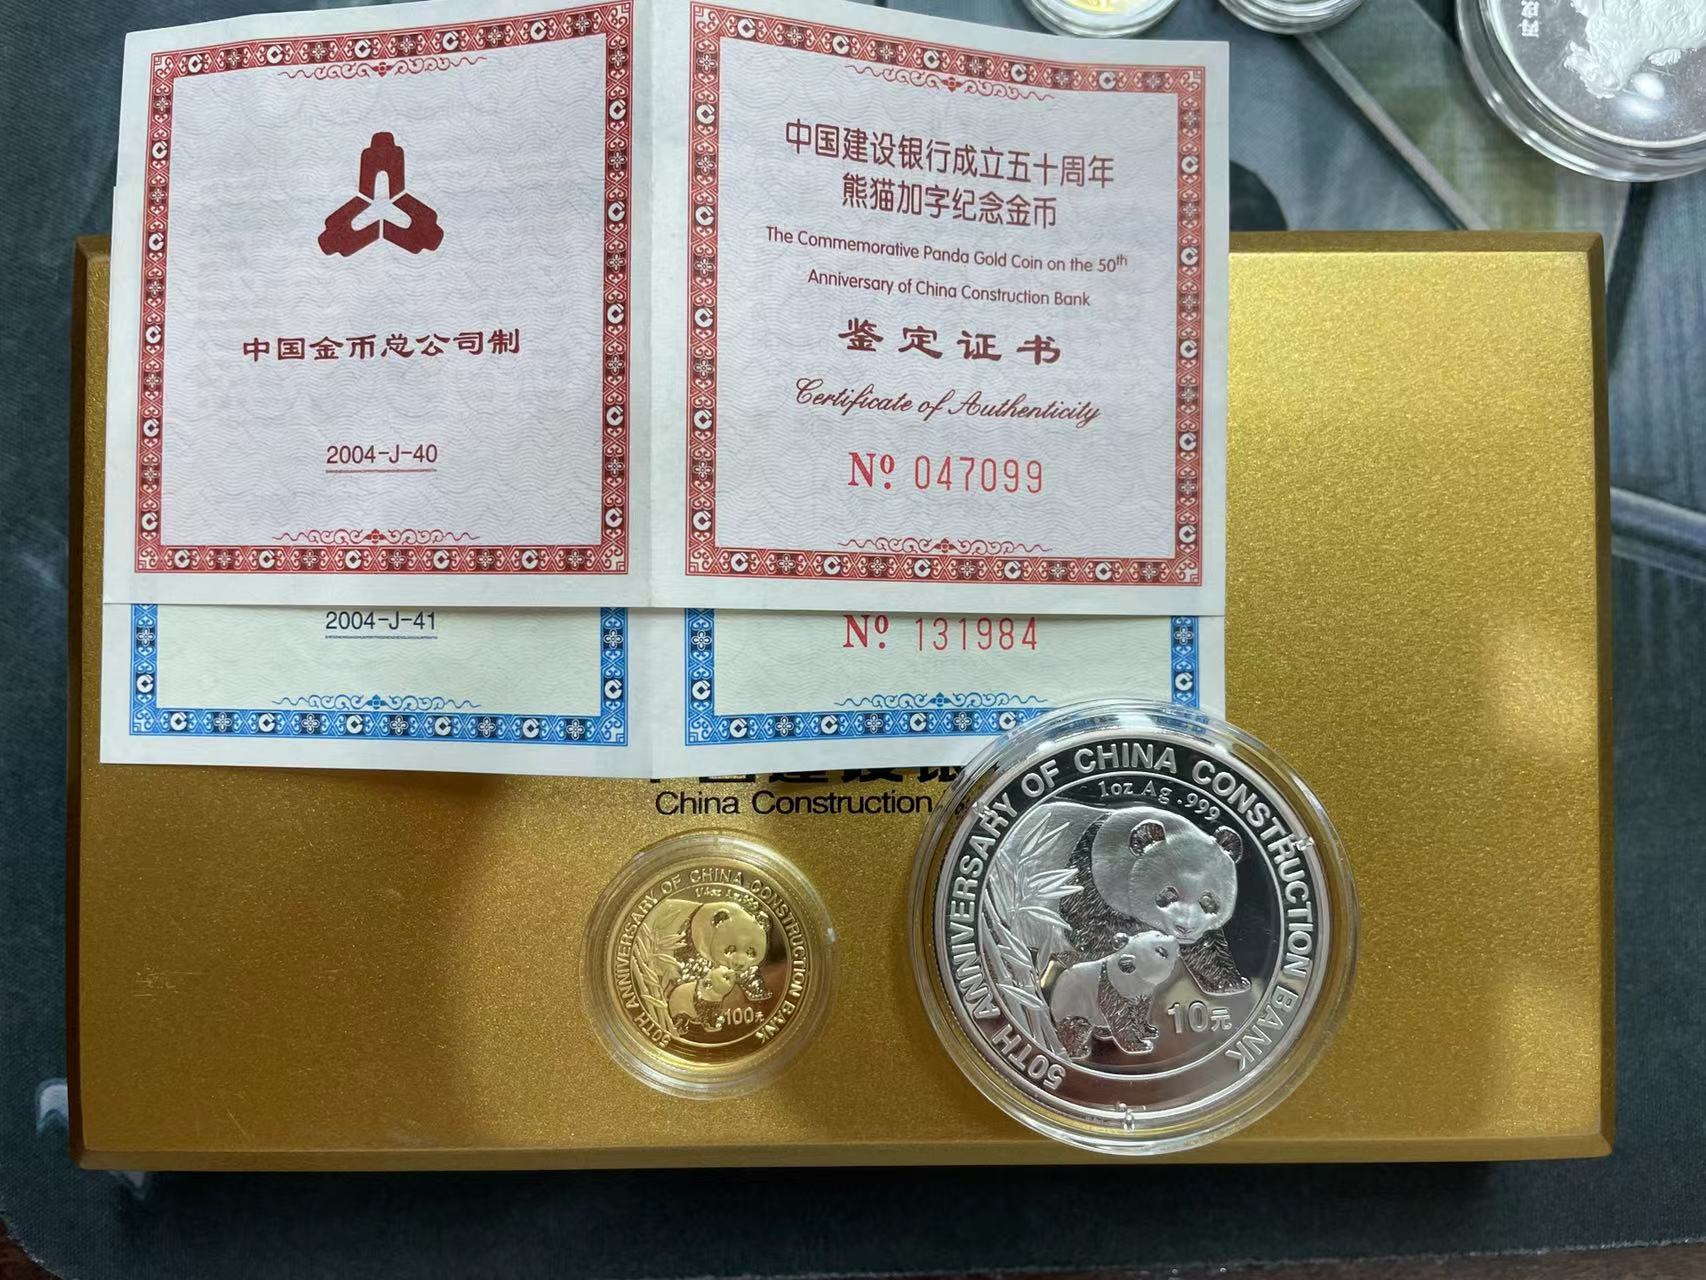 中国金币总公司制
2004-J-40
中国建设银行成立五十周年
熊猫加字纪念金币
The Commemorative Panda Gold Coin on the 50th
Anniversary of China Construction Bank
鉴定证书
Certificate of Authenticity
Nº 047099
2004-J-41
Nº 131984
China Construction
50TH ANNIVERSARY OF CHINA CONSTRUCTION BANK
100元
50TH ANNIVERSARY OF CHINA CONSTRUCTION BANK
1oz Ag .999
10元